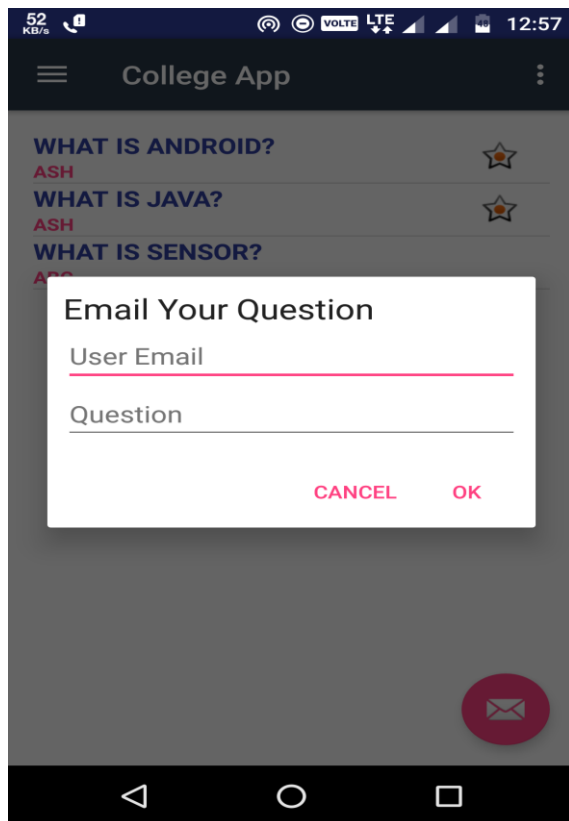 52
KB/s
VOLTE LTE 48 12:57
College App
WHAT IS ANDROID?
ASH
WHAT IS JAVA?
ASH
WHAT IS SENSOR?
Email Your Question
User Email
Question
CANCEL OK